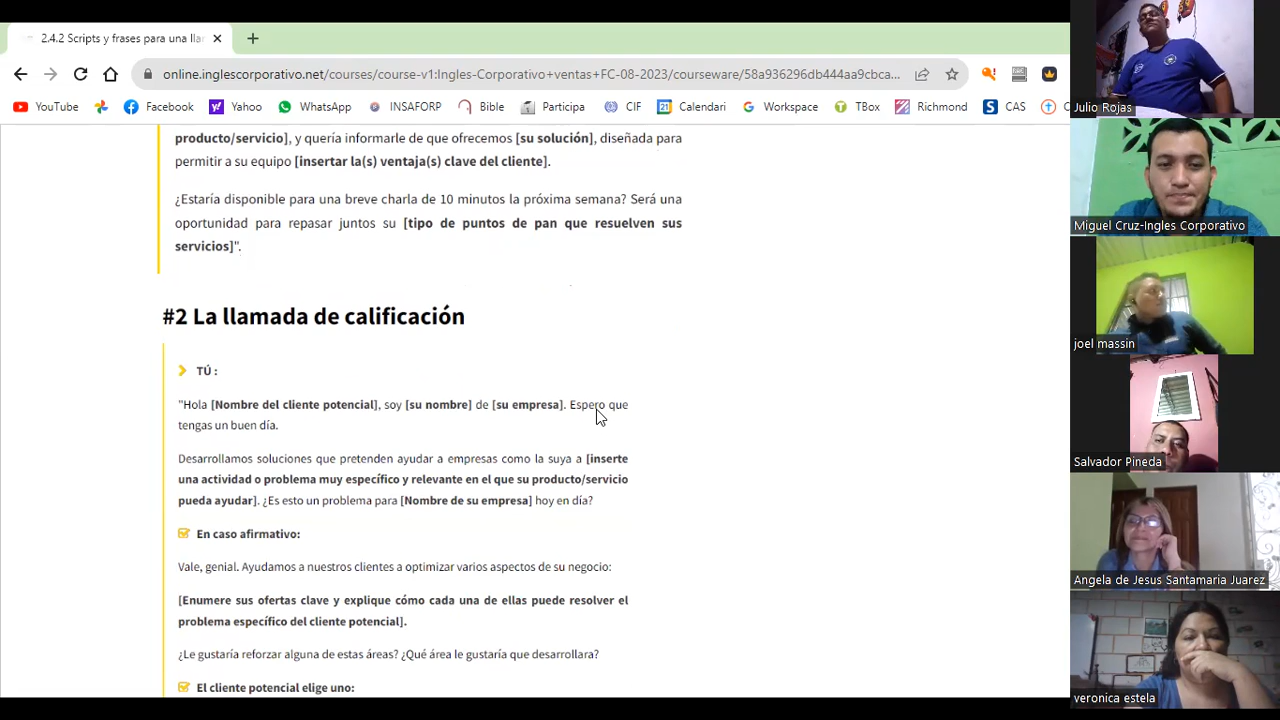 2.4.2 Scripts y frases para una lla
online.inglescorporativo.net/courses/course-v1:Ingles-Corporativo+ventas+FC-08-2023/courseware/58a936296db444aa9cbca...
YouTube Facebook Yahoo WhatsApp INSAFORP Bible Participa CIF Calendari Workspace TBox Richmond CAS C
producto/servicio], y quería informarle de que ofrecemos [su solución], diseñada para
permitir a su equipo [insertar la(s) ventaja(s) clave del cliente].
¿Estaría disponible para una breve charla de 10 minutos la próxima semana? Será una
oportunidad para repasar juntos su [tipo de puntos de pan que resuelven sus
servicios]".
#2 La llamada de calificación
TÚ :
"Hola [Nombre del cliente potencial], soy [su nombre] de [su empresa]. Espero que
tengas un buen día.
Desarrollamos soluciones que pretenden ayudar a empresas como la suya a [inserte
una actividad o problema muy específico y relevante en el que su producto/servicio
pueda ayudar]. ¿Es esto un problema para [Nombre de su empresa] hoy en día?
En caso afirmativo:
Vale, genial. Ayudamos a nuestros clientes a optimizar varios aspectos de su negocio:
[Enumere sus ofertas clave y explique cómo cada una de ellas puede resolver el
problema específico del cliente potencial].
¿Le gustaría reforzar alguna de estas áreas? ¿Qué área le gustaría que desarrollara?
El cliente potencial elige uno:
Julio Rojas
Miguel Cruz-Ingles Corporativo
joel massin
Salvador Pineda
Angela de Jesus Santamaria Juarez
veronica estela